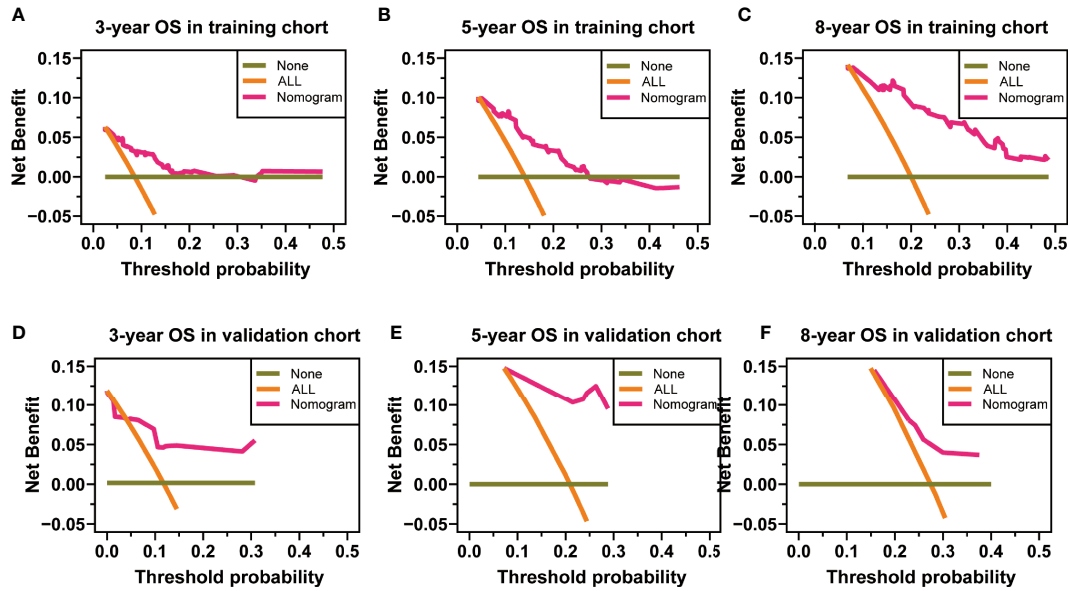 A
3-year OS in training chort
0.15
0.10
0.05
0.00
−0.05
Net Benefit
None
ALL
Nomogram
0.0 0.1 0.2 0.3 0.4 0.5
Threshold probability
B
5-year OS in training chort
0.15
0.10
0.05
0.00
−0.05
Net Benefit
None
ALL
Nomogram
0.0 0.1 0.2 0.3 0.4 0.5
Threshold probability
C
8-year OS in training chort
0.15
0.10
0.05
0.00
−0.05
Net Benefit
None
ALL
Nomogram
0.0 0.1 0.2 0.3 0.4 0.5
Threshold probability
D
3-year OS in validation chort
0.15
0.10
0.05
0.00
−0.05
Net Benefit
None
ALL
Nomogram
0.0 0.1 0.2 0.3 0.4 0.5
Threshold probability
E
5-year OS in validation chort
0.15
0.10
0.05
0.00
−0.05
Net Benefit
None
ALL
Nomogram
0.0 0.1 0.2 0.3 0.4 0.5
Threshold probability
F
8-year OS in validation chort
0.15
0.10
0.05
0.00
−0.05
Net Benefit
None
ALL
Nomogram
0.0 0.1 0.2 0.3 0.4 0.5
Threshold probability